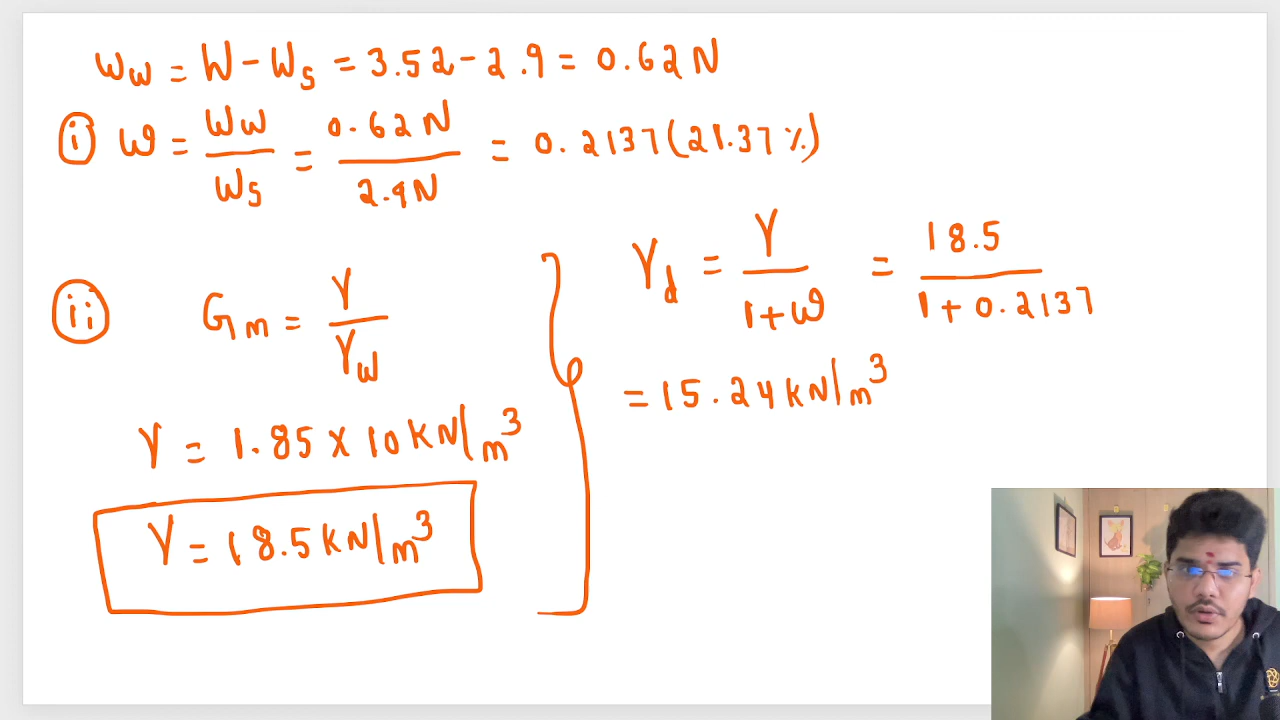 Ww = W - Ws = 3.52 - 2.9 = 0.62 N
i ω = Ww / Ws = 0.62 N / 2.9 N = 0.2137 (21.37 %)
ii Gm = γ / γw
γ = 1.85 × 10 kN/m³
γ = 18.5 kN/m³
γd = γ / 1+ω = 18.5 / 1 + 0.2137
= 15.24 kN/m³